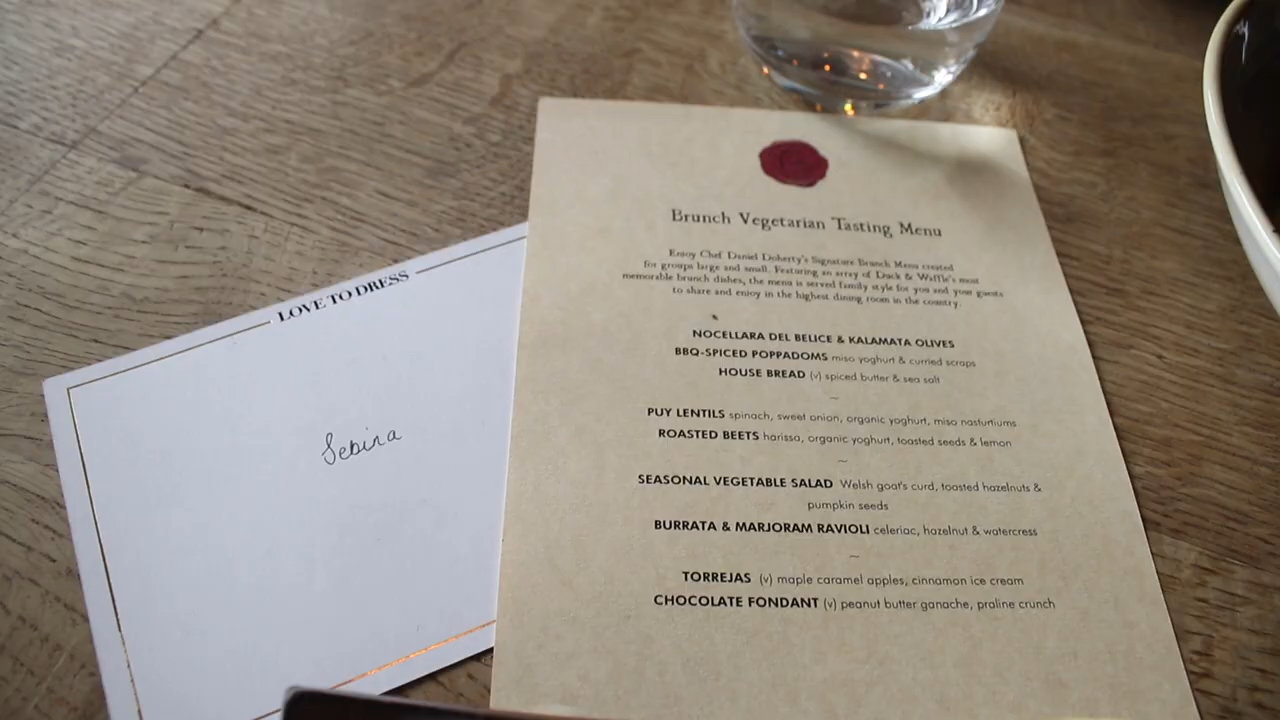 LOVE TO DRESS
Sebina
Brunch Vegetarian Tasting Menu
Enjoy Chef Daniel Doherty's Signature Brunch Menu created
for groups large and small. Featuring an array of Duck & Waffle's most
memorable brunch dishes, the menu is served family style for you and your guests
to share and enjoy in the highest dining room in the country.
NOCELLARA DEL BELICE & KALAMATA OLIVES
BBQ-SPICED POPPADOMS miso yoghurt & curried scraps
HOUSE BREAD (v) spiced butter & sea salt
~
PUY LENTILS spinach, sweet onion, organic yoghurt, miso nasturtiums
ROASTED BEETS harissa, organic yoghurt, toasted seeds & lemon
~
SEASONAL VEGETABLE SALAD Welsh goat's curd, toasted hazelnuts &
pumpkin seeds
BURRATA & MARJORAM RAVIOLI celeriac, hazelnut & watercress
~
TORREJAS (v) maple caramel apples, cinnamon ice cream
CHOCOLATE FONDANT (v) peanut butter ganache, praline crunch